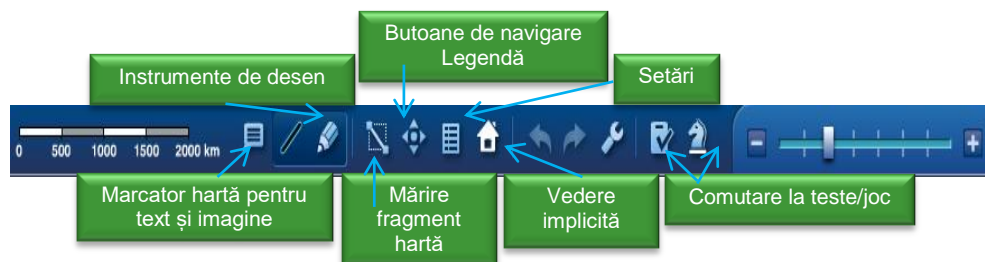 Butoane de navigare
Legendă
Instrumente de desen
Setări
0 500 1000 1500 2000 km
Marcator hartă pentru
text și imagine
Mărire
fragment
hartă
Vedere
implicită
Comutare la teste/joc